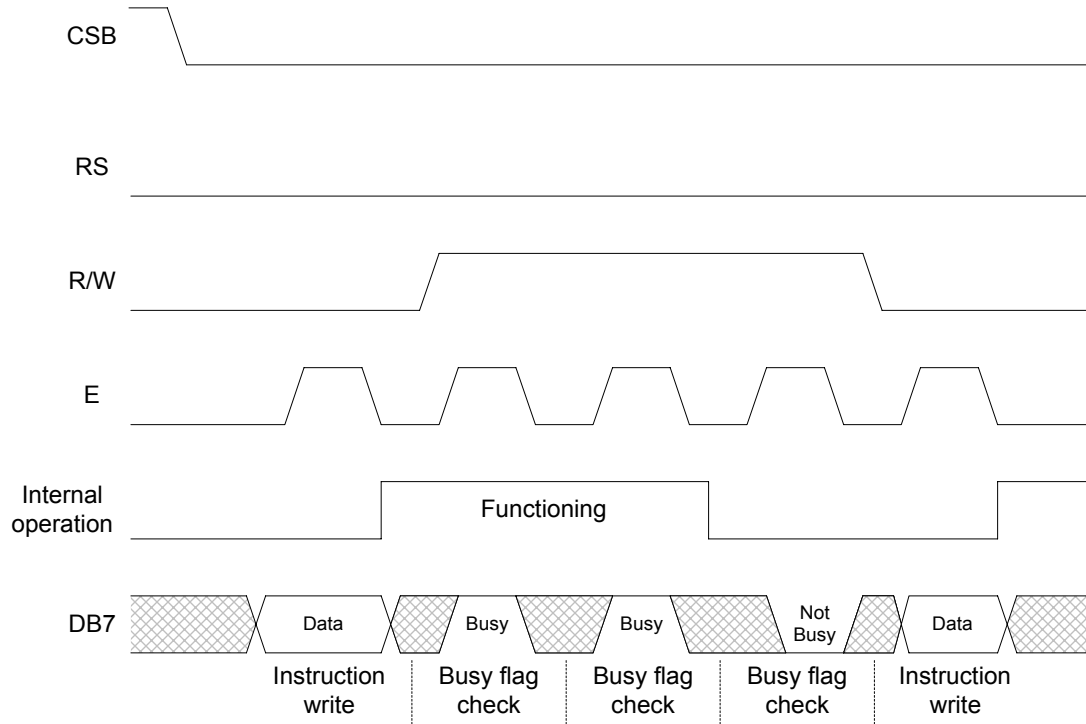 CSB
RS
R/W
E
Internal
operation
Functioning
DB7
Data
Busy
Busy
Not
Busy
Data
Instruction
write
Busy flag
check
Busy flag
check
Busy flag
check
Instruction
write